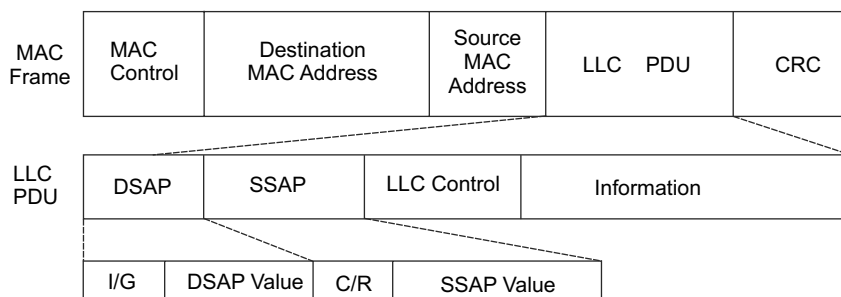 MAC Frame
MAC Control
Destination MAC Address
Source MAC Address
LLC PDU
CRC
LLC PDU
DSAP
SSAP
LLC Control
Information
I/G
DSAP Value
C/R
SSAP Value